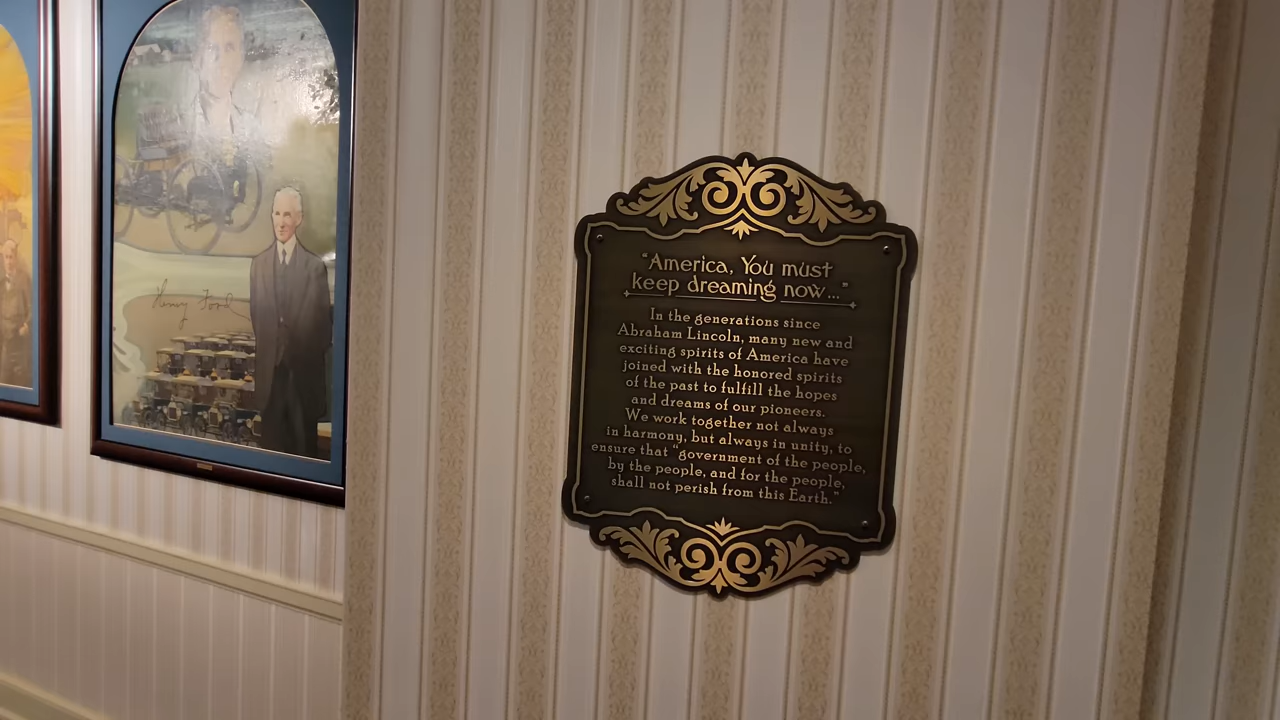 Henry Ford
"America, You must
keep dreaming now..."
In the generations since
Abraham Lincoln, many new and
exciting spirits of America have
joined with the honored spirits
of the past to fulfill the hopes
and dreams of our pioneers.
We work together not always
in harmony, but always in unity, to
ensure that "government of the people,
by the people, and for the people,
shall not perish from this Earth."